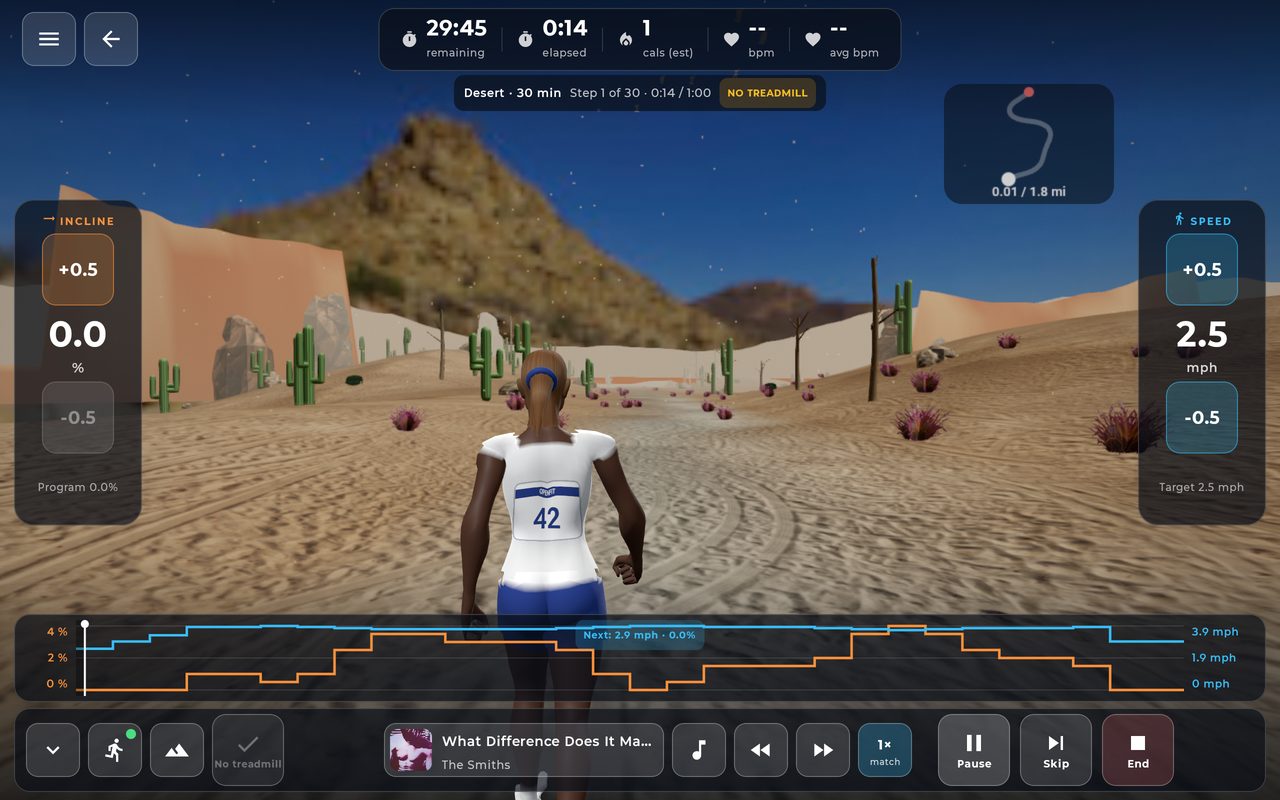 29:45
remaining
0:14
elapsed
1
cals (est)
--
bpm
--
avg bpm
Desert · 30 min Step 1 of 30 · 0:14 / 1:00 NO TREADMILL
0.01 / 1.8 mi
INCLINE
+0.5
0.0
%
-0.5
Program 0.0%
SPEED
+0.5
2.5
mph
-0.5
Target 2.5 mph
OPENFIT
42
4 %
2 %
0 %
Next: 2.9 mph · 0.0%
3.9 mph
1.9 mph
0 mph
No treadmill
What Difference Does It Ma...
The Smiths
1×
match
Pause
Skip
End